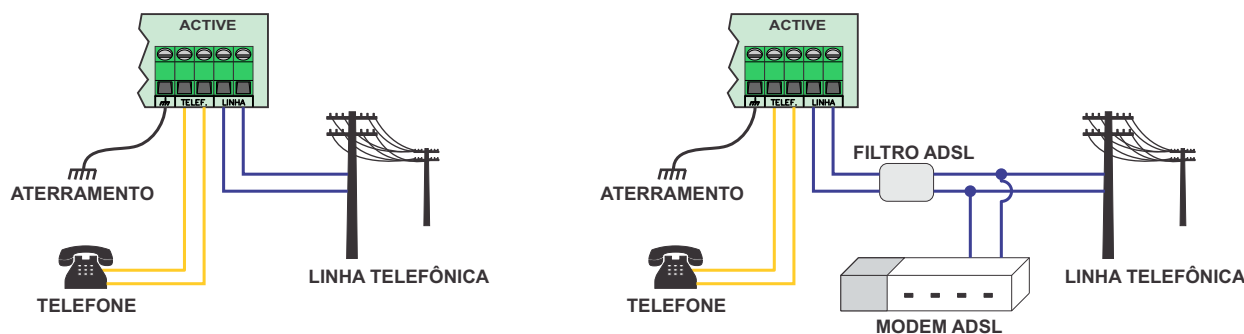 ACTIVE
TELEF. LINHA
ATERRAMENTO
TELEFONE
LINHA TELEFÔNICA
ACTIVE
TELEF. LINHA
FILTRO ADSL
ATERRAMENTO
TELEFONE
LINHA TELEFÔNICA
MODEM ADSL